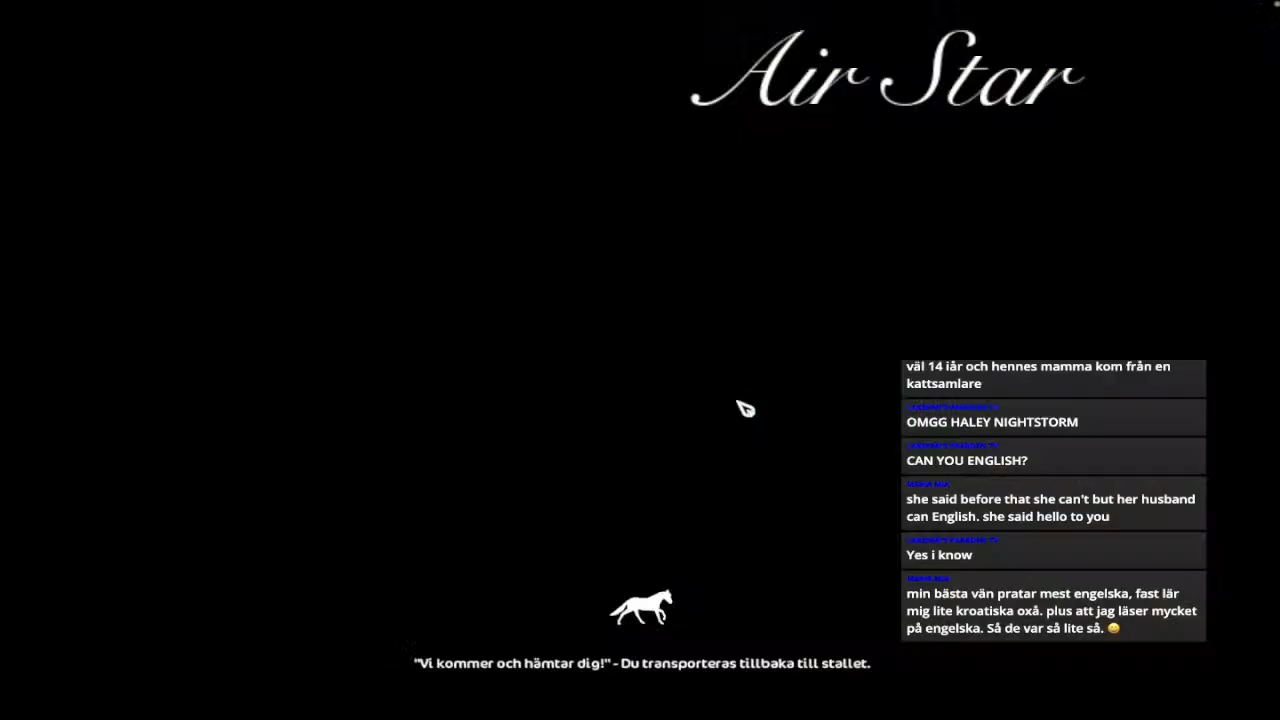 Air Star
väl 14 iår och hennes mamma kom från en
kattsamlare
OMGG HALEY NIGHTSTORM
CAN YOU ENGLISH?
she said before that she can't but her husband
can English. she said hello to you
Yes i know
min bästa vän pratar mest engelska, fast lär
mig lite kroatiska oxå. plus att jag läser mycket
på engelska. Så de var så lite så. 😀
"Vi kommer och hämtar dig!" - Du transporteras tillbaka till stallet.